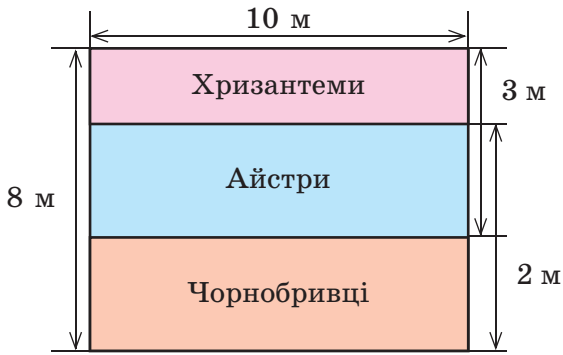 10 м
Хризантеми
3 м
Айстри
8 м
2 м
Чорнобривці